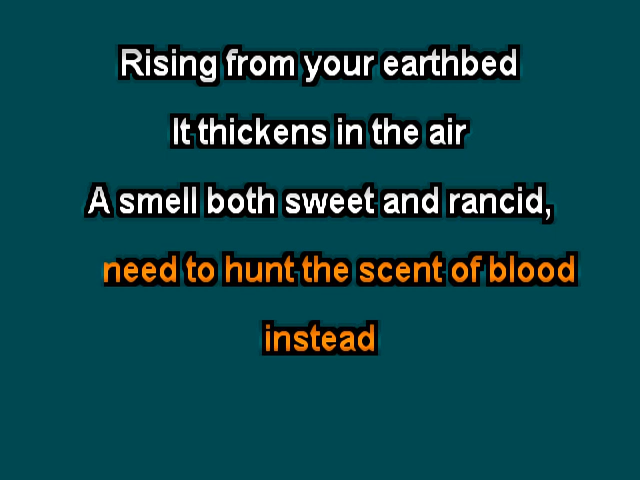 Rising from your earthbed
It thickens in the air
A smell both sweet and rancid,
need to hunt the scent of blood
instead